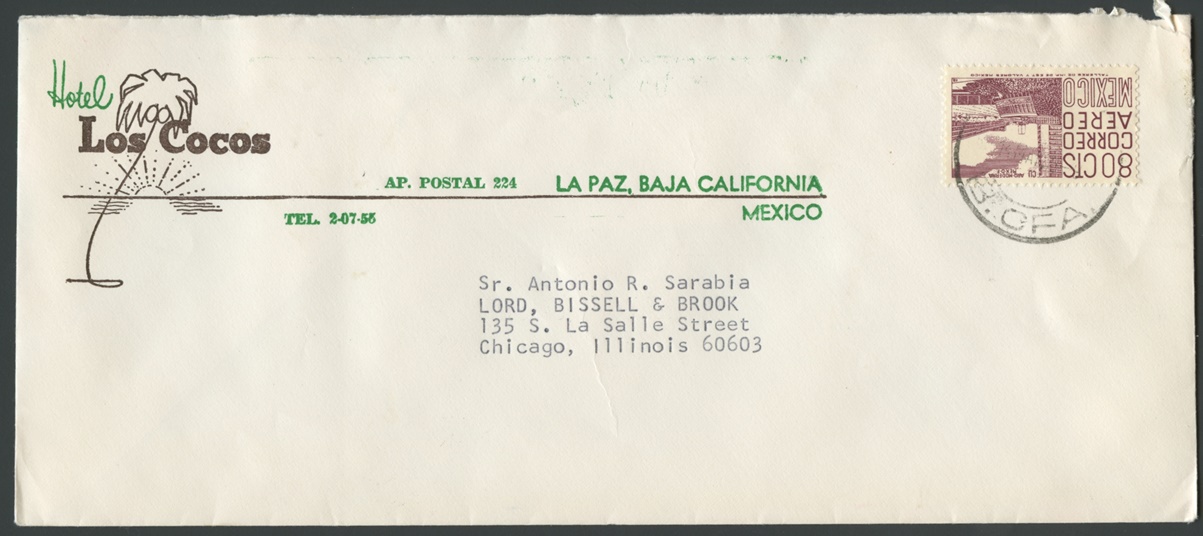 Hotel
Los Cocos
AP. POSTAL 224
LA PAZ, BAJA CALIFORNIA
TEL. 2-07-55
MEXICO
Sr. Antonio R. Sarabia
LORD, BISSELL & BROOK
135 S. La Salle Street
Chicago, Illinois 60603
80 CTS
CORREO
AEREO
MEXICO
B. CFA.